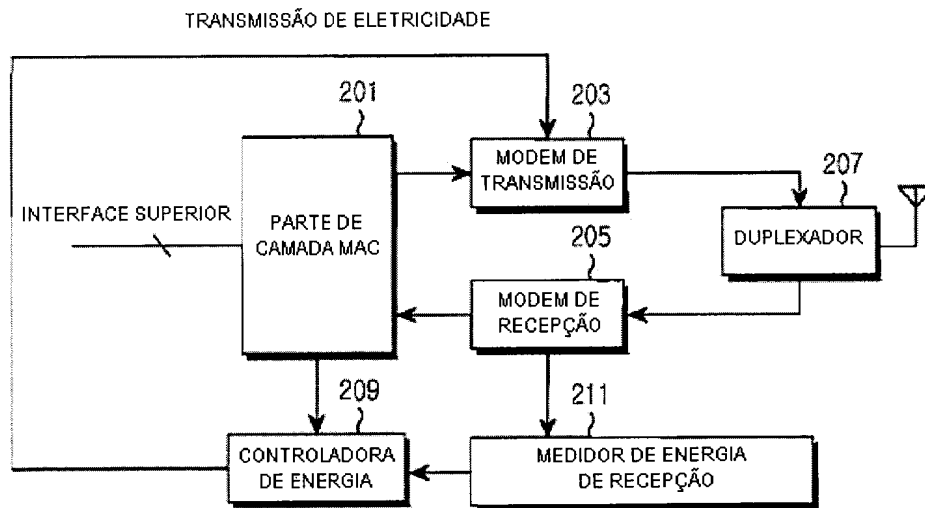 TRANSMISSÃO DE ELETRICIDADE
201
203
MODEM DE
TRANSMISSÃO
207
INTERFACE SUPERIOR
PARTE DE
CAMADA MAC
DUPLEXADOR
205
MODEM DE
RECEPÇÃO
209
211
CONTROLADORA
DE ENERGIA
MEDIDOR DE ENERGIA
DE RECEPÇÃO